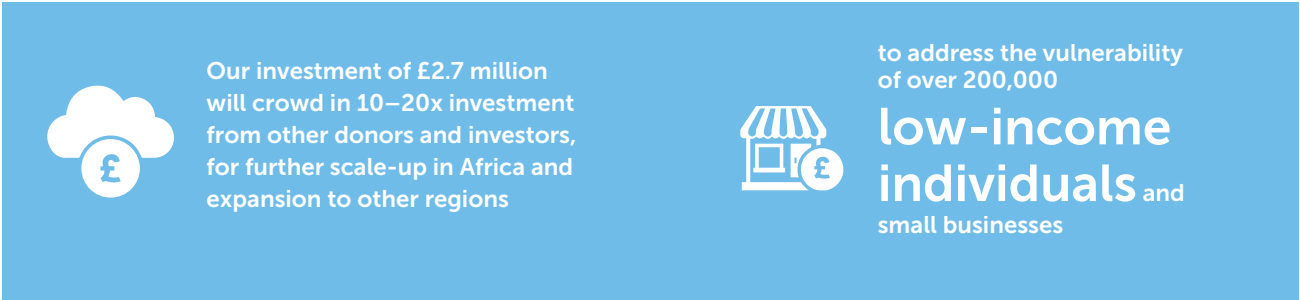 Our investment of £2.7 million
will crowd in 10–20x investment
from other donors and investors,
for further scale-up in Africa and
expansion to other regions
£
to address the vulnerability
of over 200,000
low-income
individuals and
small businesses
£